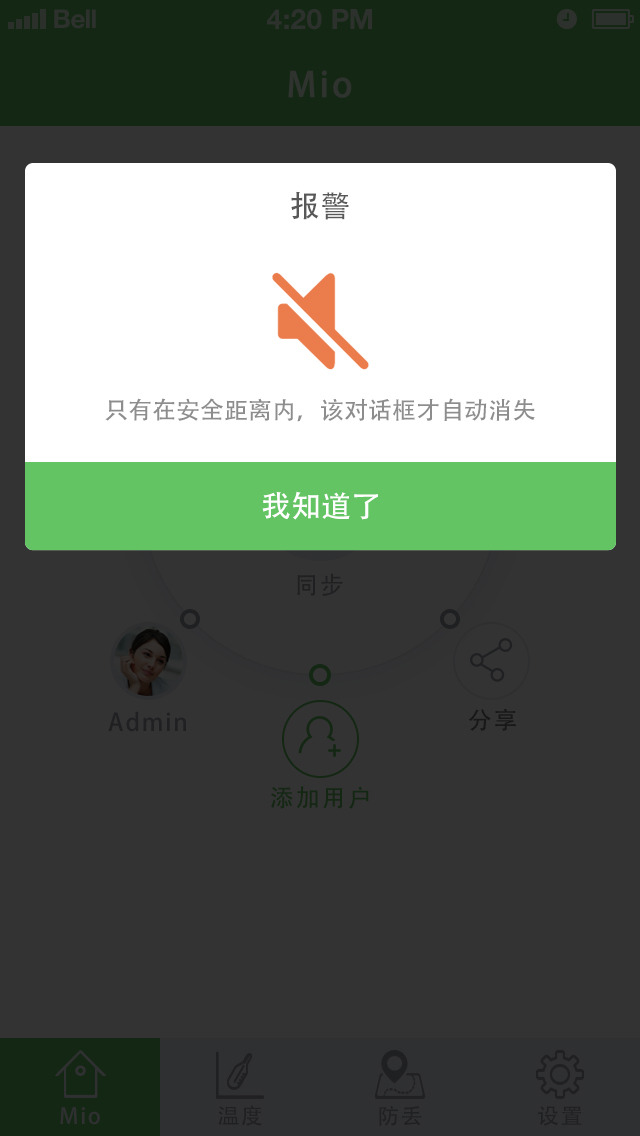 Bell 4:20 PM
Mio
报警
只有在安全距离内，该对话框才自动消失
我知道了
同步
Admin
分享
添加用户
Mio 温度 防丢 设置